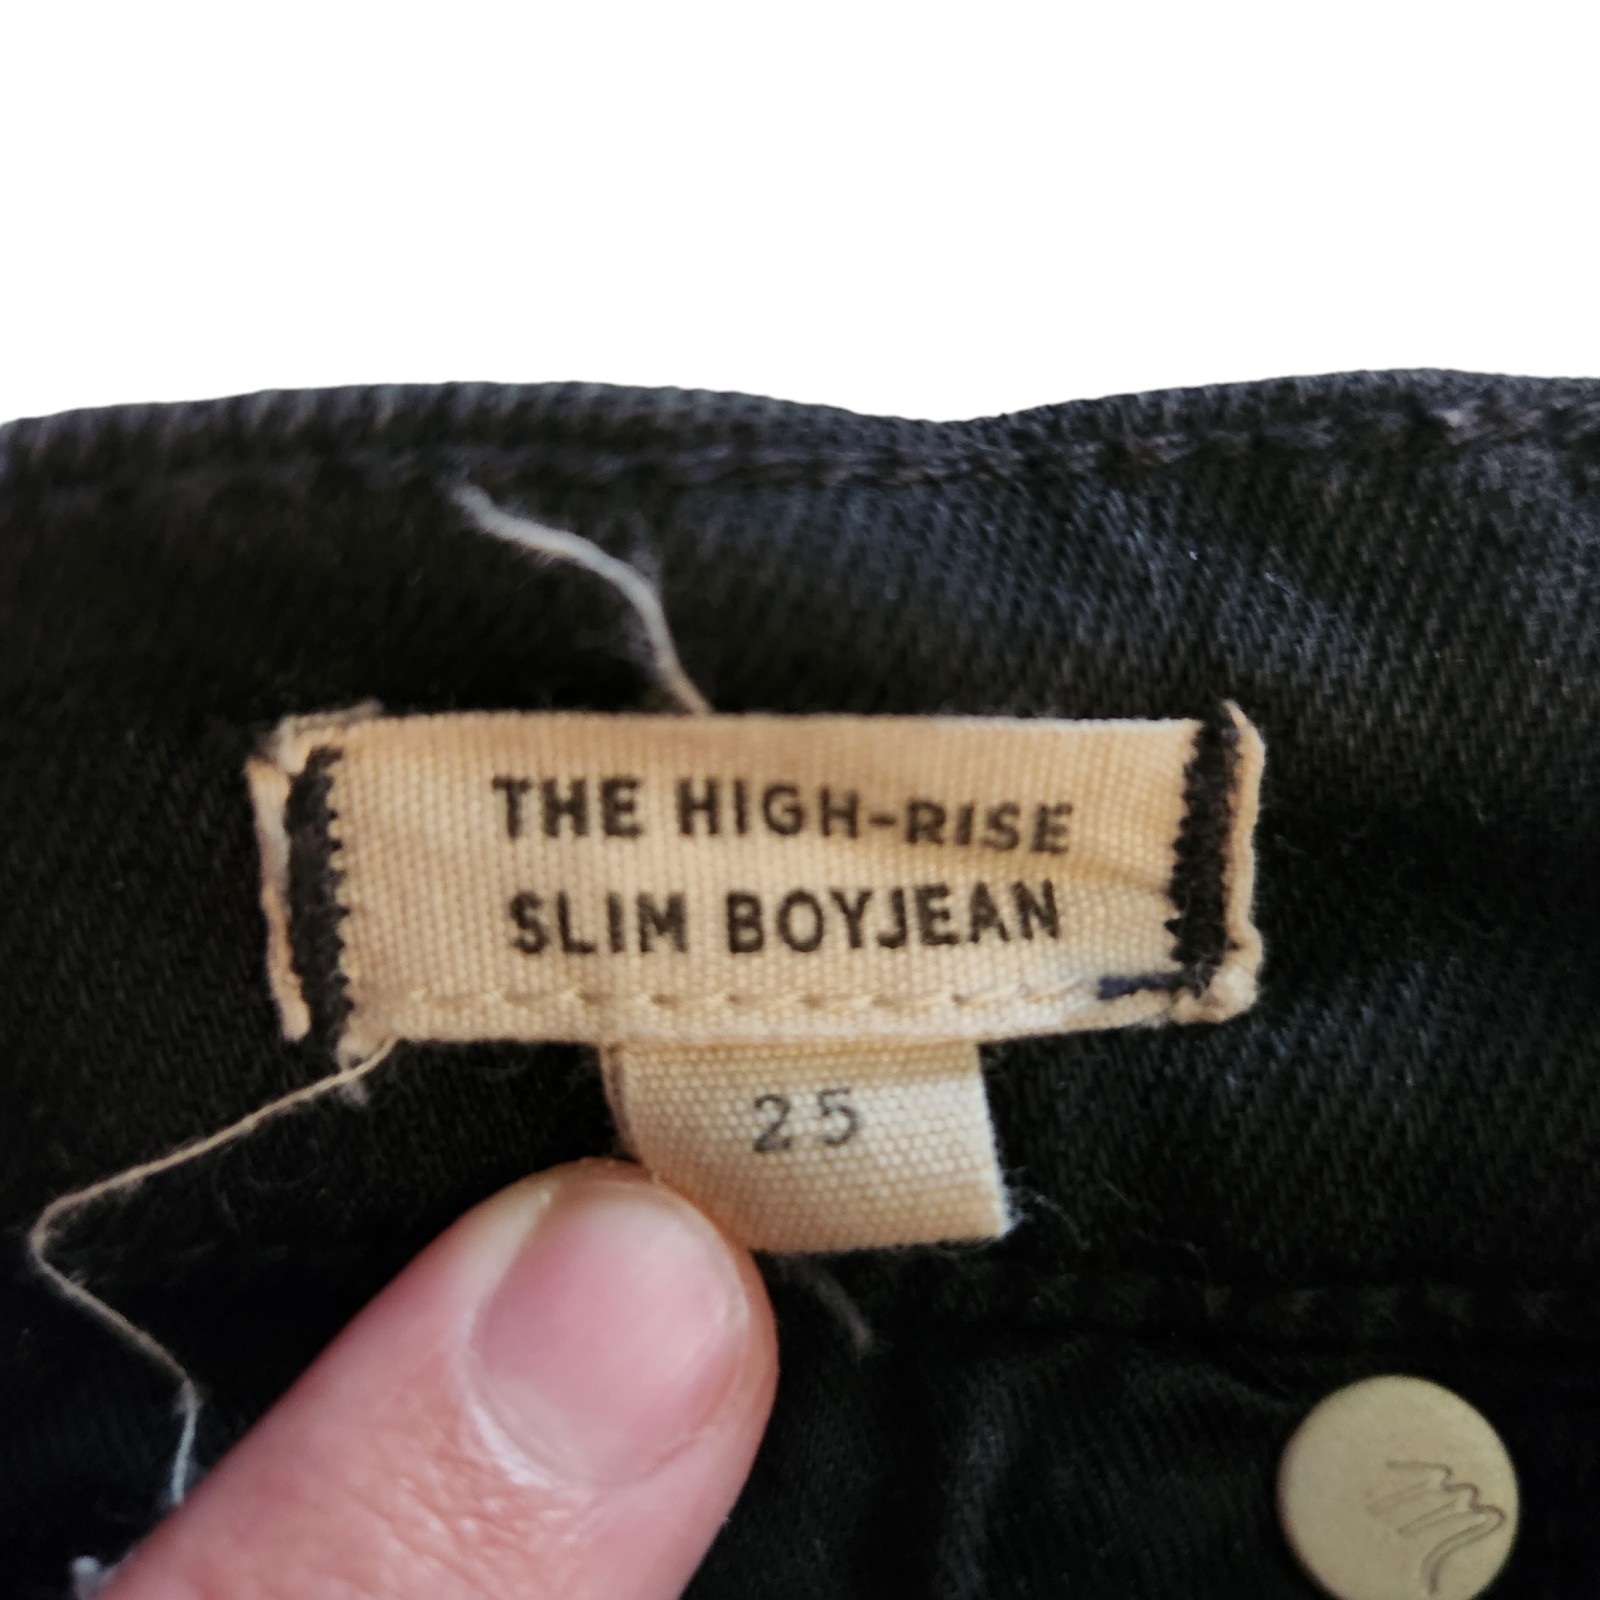 THE HIGH-RISE
SLIM BOYJEAN
25
m